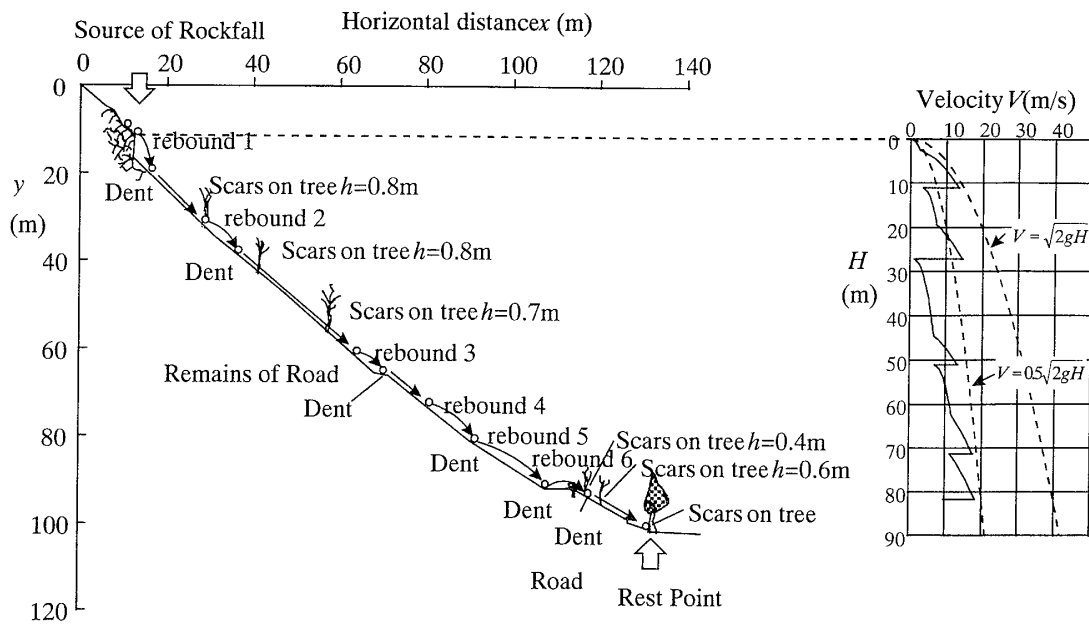 Source of Rockfall
Horizontal distancex (m)
0 20 40 60 80 100 120 140
0
20
40
60
80
100
120
y
(m)
rebound 1
Dent
Scars on tree h=0.8m
rebound 2
Scars on tree h=0.8m
Dent
Scars on tree h=0.7m
rebound 3
Remains of Road
Dent
rebound 4
rebound 5
Scars on tree h=0.4m
Dent
rebound 6
Scars on tree h=0.6m
Dent
Scars on tree
Dent
Road
Rest Point
Velocity V(m/s)
0 10 20 30 40
0
10
20
30
40
50
60
70
80
90
H
(m)
V=√2gH
V=0.5√2gH